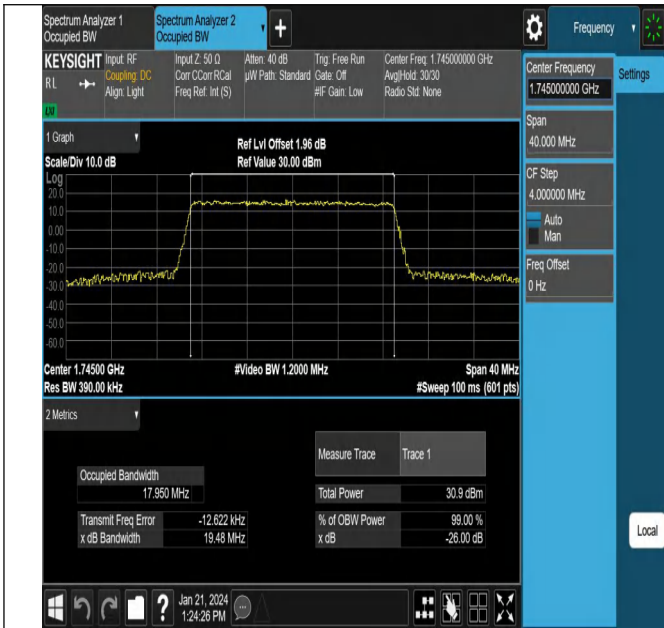 Spectrum Analyzer 1
Occupied BW
Spectrum Analyzer 2
Occupied BW
Frequency
KEYSIGHT
RL
LXI
Input: RF
Coupling: DC
Align: Light
Input Z: 50 Ω
Corr CCorr RCal
Freq Ref: Int (S)
Atten: 40 dB
µW Path: Standard
Trig: Free Run
Gate: Off
#IF Gain: Low
Center Freq: 1.745000000 GHz
Avg|Hold: 30/30
Radio Std: None
Center Frequency
1.745000000 GHz
Settings
Span
40.000 MHz
CF Step
4.000000 MHz
Auto
Man
Freq Offset
0 Hz
Local
1 Graph
Scale/Div 10.0 dB
Ref Lvl Offset 1.96 dB
Ref Value 30.00 dBm
Log
20.0
10.0
0.00
-10.0
-20.0
-30.0
-40.0
-50.0
-60.0
Center 1.74500 GHz
Res BW 390.00 kHz
#Video BW 1.2000 MHz
Span 40 MHz
#Sweep 100 ms (601 pts)
2 Metrics
Measure Trace
Trace 1
Occupied Bandwidth
17.950 MHz
Total Power
30.9 dBm
Transmit Freq Error
-12.622 kHz
% of OBW Power
99.00 %
x dB Bandwidth
19.48 MHz
x dB
-26.00 dB
Jan 21, 2024
1:24:26 PM